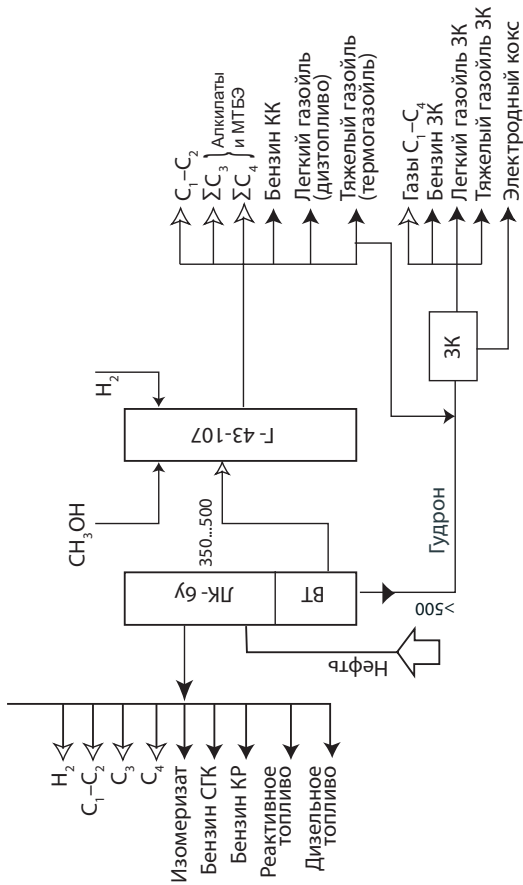 H₂
C₁–C₂
C₃
C₄
Изомеризат
Бензин СГК
Бензин КР
Реактивное
топливо
Дизельное
топливо
Нефть
ЛК-6у
ВТ
>500
350...500
CH₃OH
H₂
Г-43-107
Гудрон
ЗК
C₁–C₂
ΣC₃
ΣC₄
Алкилаты
и МТБЭ
Бензин КК
Легкий газойль
(дизтопливо)
Тяжелый газойль
(термогазойль)
Газы C₁–C₄
Бензин ЗК
Легкий газойль ЗК
Тяжелый газойль ЗК
Электродный кокс